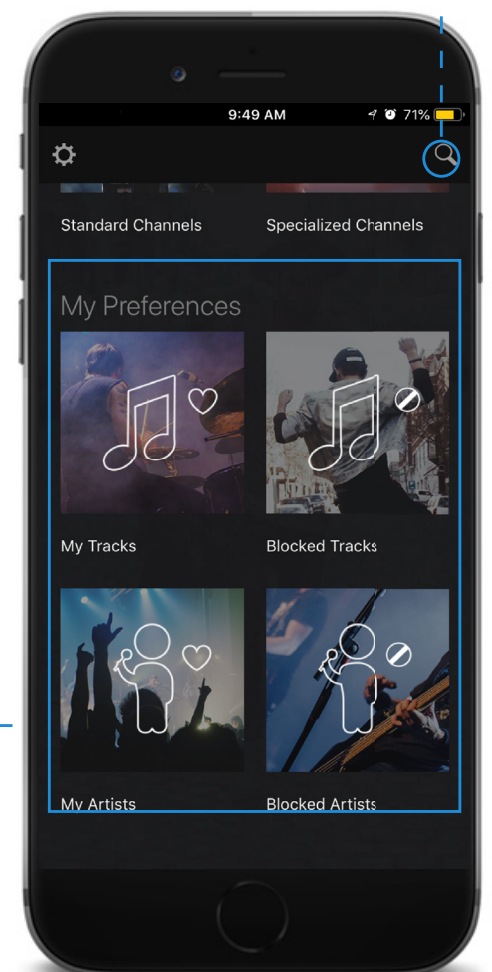 9:49 AM 71%
Standard Channels Specialized Channels
My Preferences
My Tracks Blocked Tracks
My Artists Blocked Artists